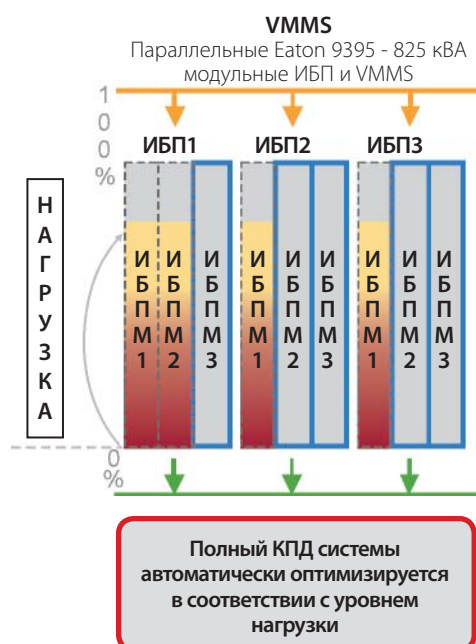 VMMS
Параллельные Eaton 9395 - 825 кВА
модульные ИБП и VMMS
100%
ИБП1 ИБП2 ИБП3
НАГРУЗКА
ИБПМ1 ИБПМ2 ИБПМ3
ИБПМ1 ИБПМ2 ИБПМ3
ИБПМ1 ИБПМ2 ИБПМ3
0%
Полный КПД системы
автоматически оптимизируется
в соответствии с уровнем
нагрузки